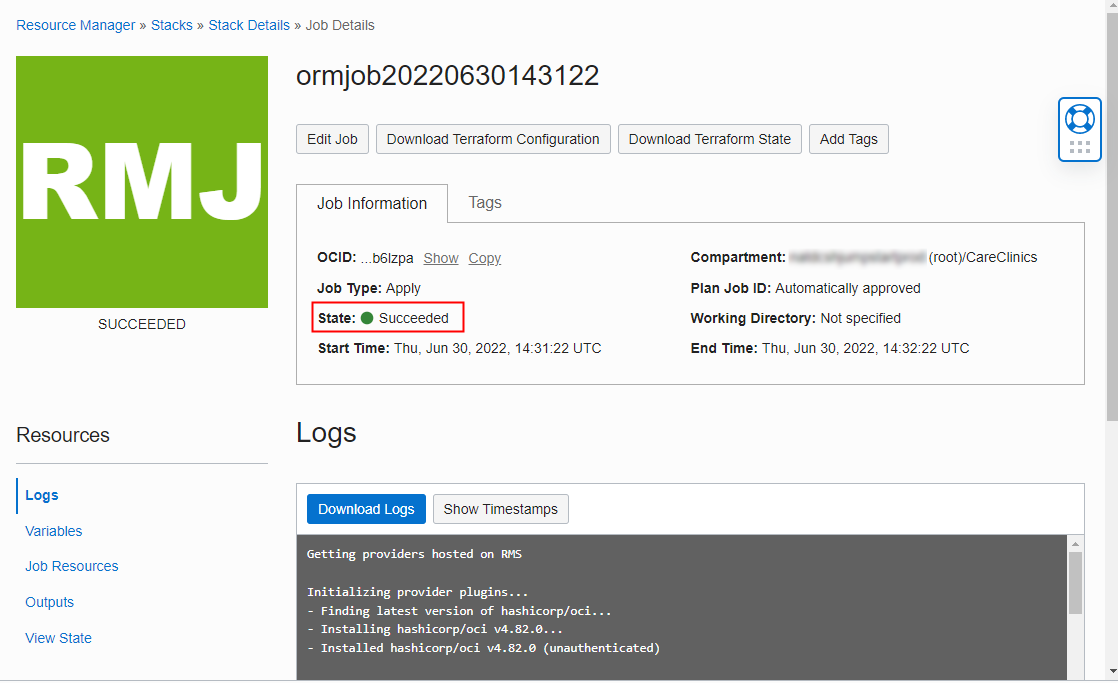 Resource Manager » Stacks » Stack Details » Job Details
RMJ
SUCCEEDED
ormjob20220630143122
Edit Job Download Terraform Configuration Download Terraform State Add Tags
Job Information Tags
OCID: ...b6lzpa Show Copy
Job Type: Apply
State: Succeeded
Start Time: Thu, Jun 30, 2022, 14:31:22 UTC
Compartment: (root)/CareClinics
Plan Job ID: Automatically approved
Working Directory: Not specified
End Time: Thu, Jun 30, 2022, 14:32:22 UTC
Resources
Logs
Variables
Job Resources
Outputs
View State
Logs
Download Logs Show Timestamps
Getting providers hosted on RMS
Initializing provider plugins...
- Finding latest version of hashicorp/oci...
- Installing hashicorp/oci v4.82.0...
- Installed hashicorp/oci v4.82.0 (unauthenticated)